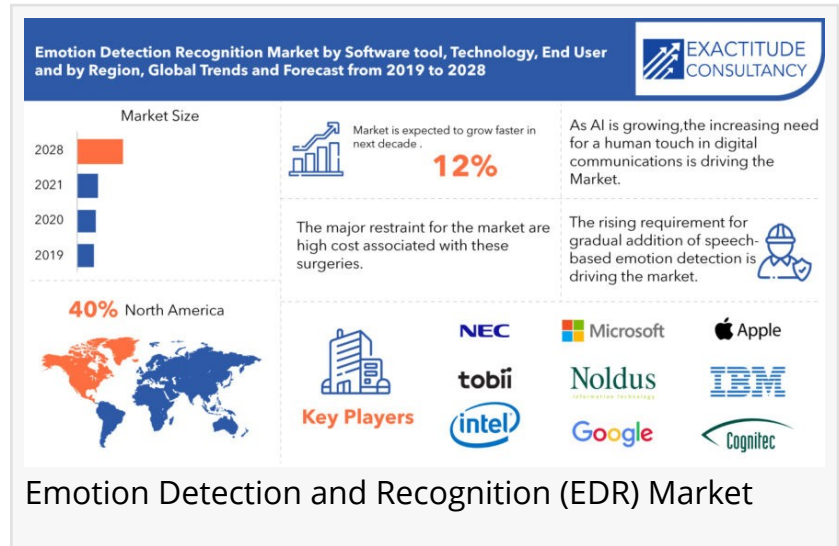 Emotion Detection Recognition Market by Software tool, Technology, End User
and by Region, Global Trends and Forecast from 2019 to 2028
EXACTITUDE
CONSULTANCY
Market Size
2028
2021
2020
2019
Market is expected to grow faster in
next decade .
12%
As AI is growing,the increasing need
for a human touch in digital
communications is driving the
Market.
The major restraint for the market are
high cost associated with these
surgeries.
The rising requirement for
gradual addition of speech-
based emotion detection is
driving the market.
40% North America
Key Players
NEC
Microsoft
Apple
tobii
Noldus
Information Technology
IBM
intel
Google
Cognitec
Emotion Detection and Recognition (EDR) Market